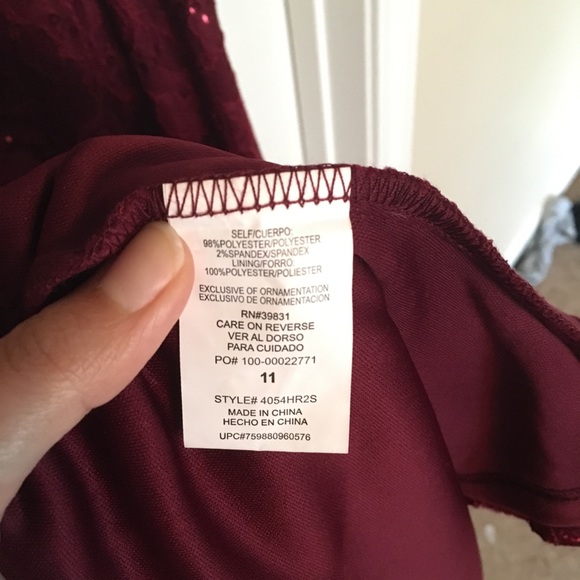 SELF/CUERPO:
98%POLYESTER/POLYESTER
2%SPANDEX/SPANDEX
LINING/FORRO:
100%POLYESTER/POLIESTER
EXCLUSIVE OF ORNAMENTATION
EXCLUSIVO DE ORNAMENTACION
RN#39831
CARE ON REVERSE
VER AL DORSO
PARA CUIDADO
PO# 100-00022771
11
STYLE# 4054HR2S
MADE IN CHINA
HECHO EN CHINA
UPC#759880960576